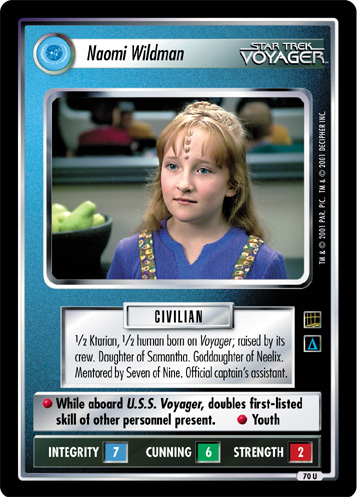 Naomi Wildman
STAR TREK
VOYAGER™
TM & © 2001 PAR. PIC. TM & © 2001 DECIPHER INC.
CIVILIAN
½ Ktarian, ½ human born on Voyager; raised by its
crew. Daughter of Samantha. Goddaughter of Neelix.
Mentored by Seven of Nine. Official captain's assistant.
Δ
• While aboard U.S.S. Voyager, doubles first-listed
skill of other personnel present. • Youth
INTEGRITY 7 CUNNING 6 STRENGTH 2
70 U